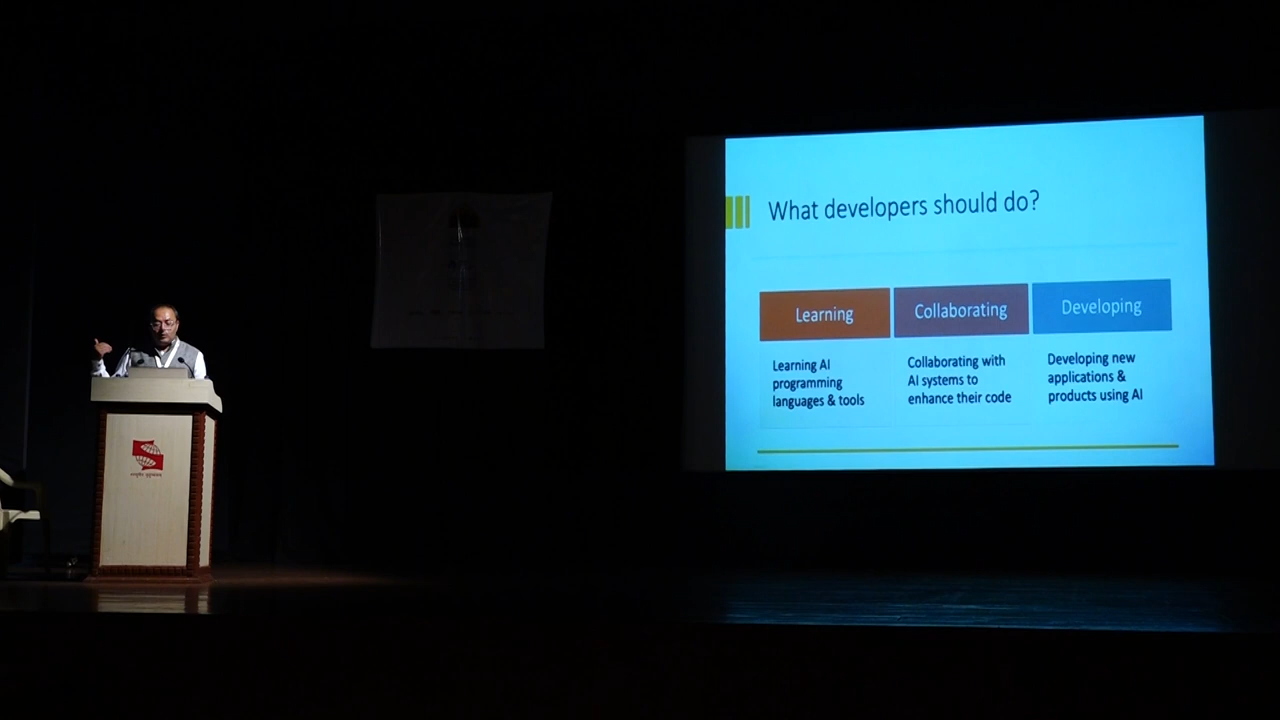 What developers should do?
Learning
Learning AI
programming
languages & tools
Collaborating
Collaborating with
AI systems to
enhance their code
Developing
Developing new
applications &
products using AI